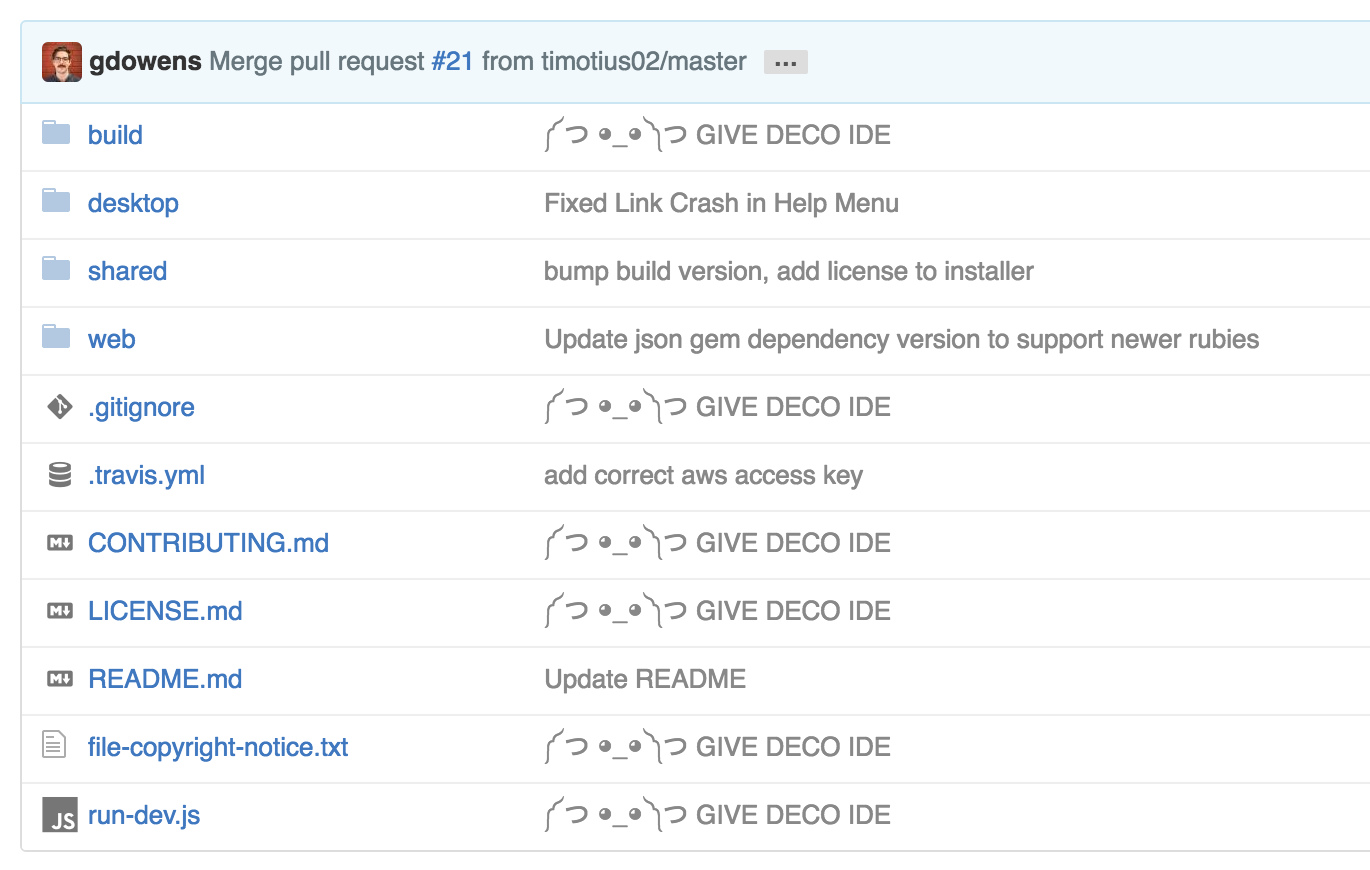 gdowens Merge pull request #21 from timotius02/master ...
build ༼つ ◕_◕༽つ GIVE DECO IDE
desktop Fixed Link Crash in Help Menu
shared bump build version, add license to installer
web Update json gem dependency version to support newer rubies
.gitignore ༼つ ◕_◕༽つ GIVE DECO IDE
.travis.yml add correct aws access key
CONTRIBUTING.md ༼つ ◕_◕༽つ GIVE DECO IDE
LICENSE.md ༼つ ◕_◕༽つ GIVE DECO IDE
README.md Update README
file-copyright-notice.txt ༼つ ◕_◕༽つ GIVE DECO IDE
JS run-dev.js ༼つ ◕_◕༽つ GIVE DECO IDE